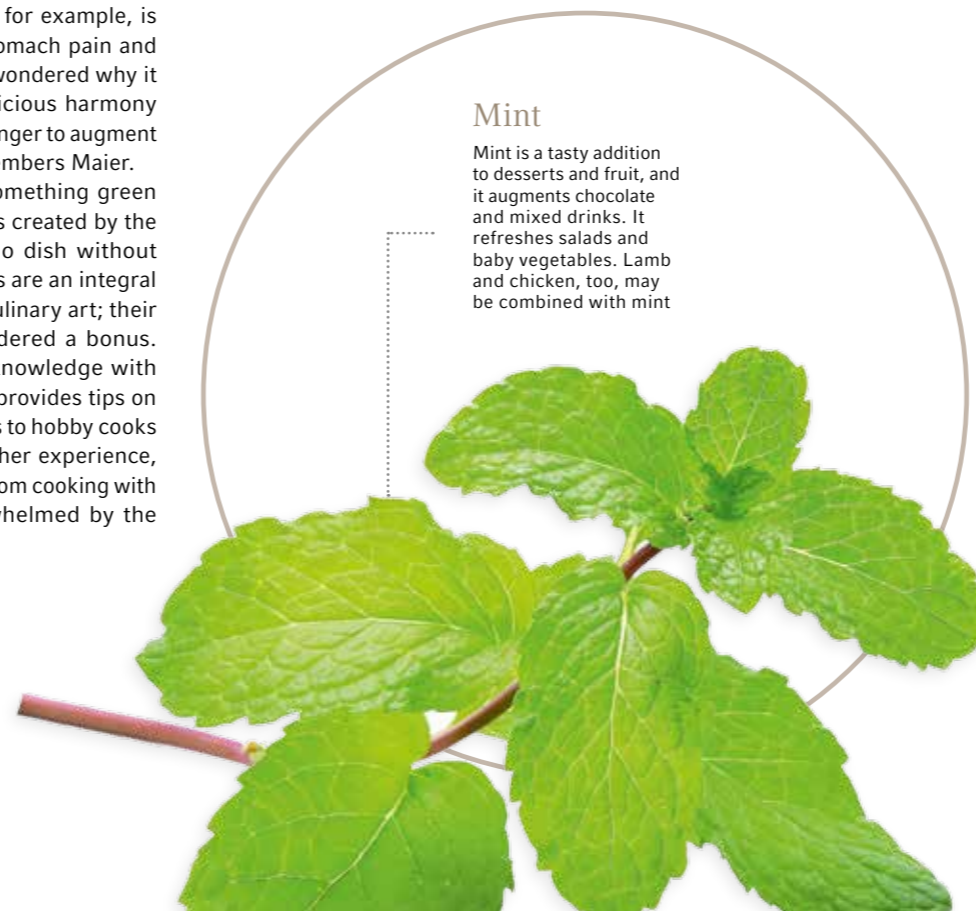 for example, is
omach pain and
wondered why it
icious harmony
nger to augment
mbers Maier.
omething green
s created by the
o dish without
s are an integral
ulinary art; their
dered a bonus.
nowledge with
provides tips on
s to hobby cooks
her experience,
om cooking with
whelmed by the
Mint
Mint is a tasty addition
to desserts and fruit, and
it augments chocolate
and mixed drinks. It
refreshes salads and
baby vegetables. Lamb
and chicken, too, may
be combined with mint